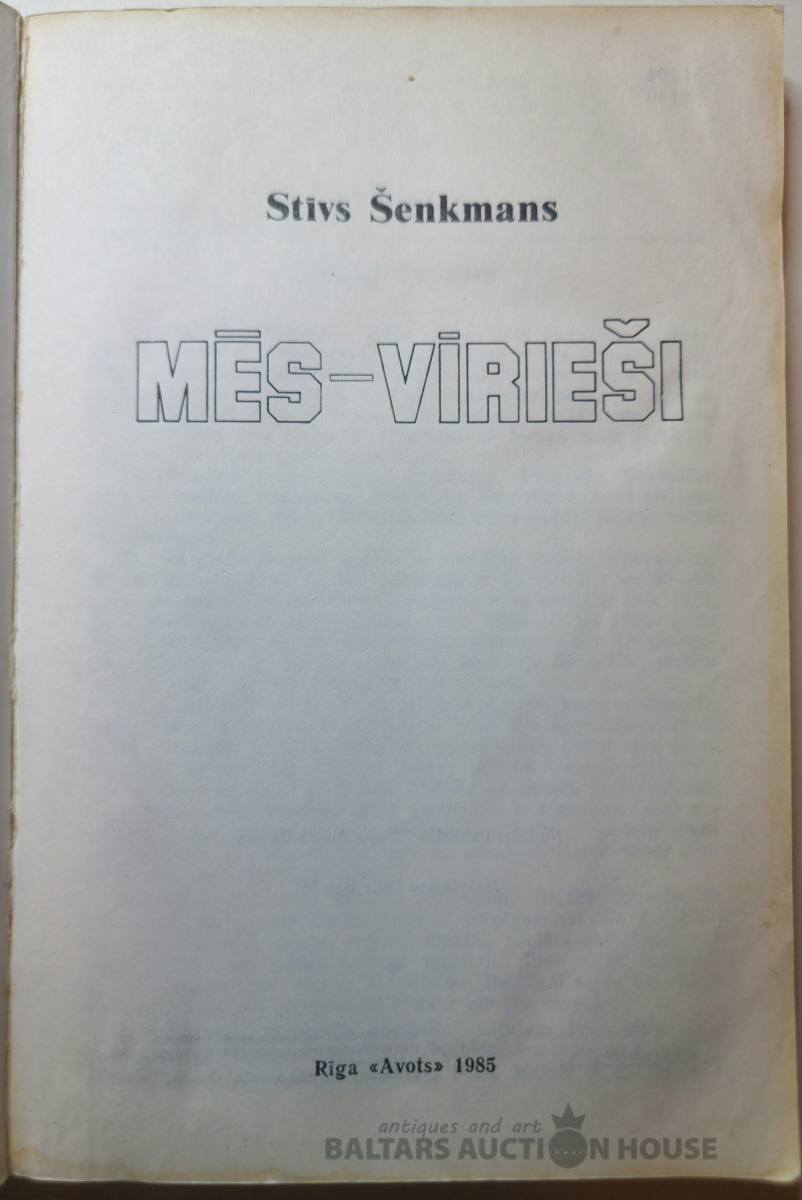 Stīvs Šenkmans
MĒS—VĪRIEŠI
Rīga «Avots» 1985
antiques and art
BALTARS AUCTION HOUSE